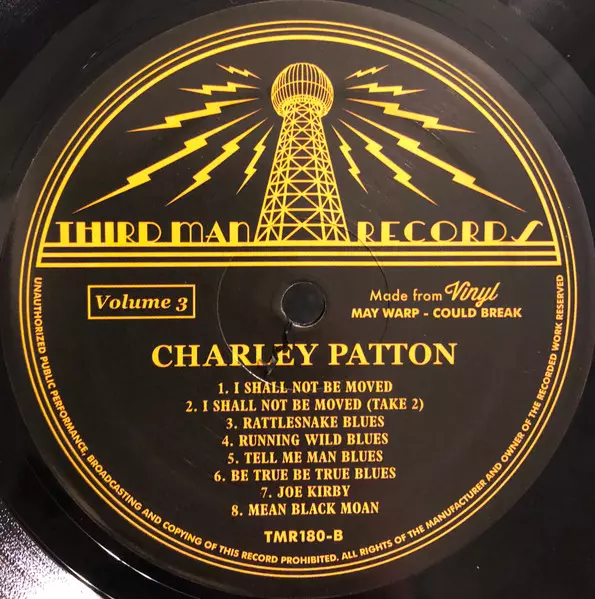 THIRD MAN RECORDS
Volume 3
Made from Vinyl
MAY WARP - COULD BREAK
CHARLEY PATTON
1. I SHALL NOT BE MOVED
2. I SHALL NOT BE MOVED (TAKE 2)
3. RATTLESNAKE BLUES
4. RUNNING WILD BLUES
5. TELL ME MAN BLUES
6. BE TRUE BE TRUE BLUES
7. JOE KIRBY
8. MEAN BLACK MOAN
TMR180-B
UNAUTHORIZED PUBLIC PERFORMANCE, BROADCASTING AND COPYING OF THIS RECORD PROHIBITED. ALL RIGHTS OF THE MANUFACTURER AND OWNER OF THE RECORDED WORK RESERVED